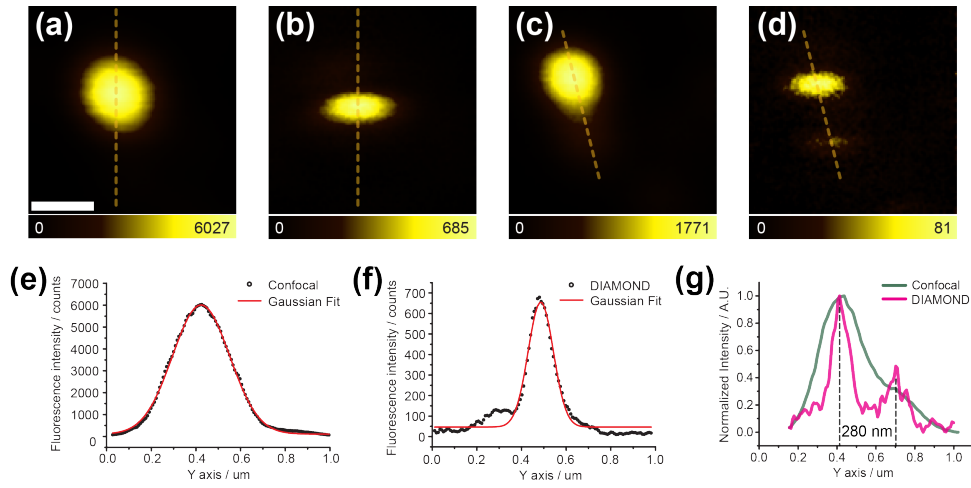 (a) (b) (c) (d)
0 6027 0 685 0 1771 0 81
(e) (f) (g)
Fluorescence intensity / counts
7000
6000
5000
4000
3000
2000
1000
0
Confocal
Gaussian Fit
0.0 0.2 0.4 0.6 0.8 1.0
Y axis / um
Fluorescence intensity / counts
700
600
500
400
300
200
100
0
DIAMOND
Gaussian Fit
0.0 0.2 0.4 0.6 0.8 1.0
Y axis / um
Normalized Intensity / A.U.
1.0
0.8
0.6
0.4
0.2
0.0
Confocal
DIAMOND
280 nm
0.0 0.2 0.4 0.6 0.8 1.0
Y axis / um